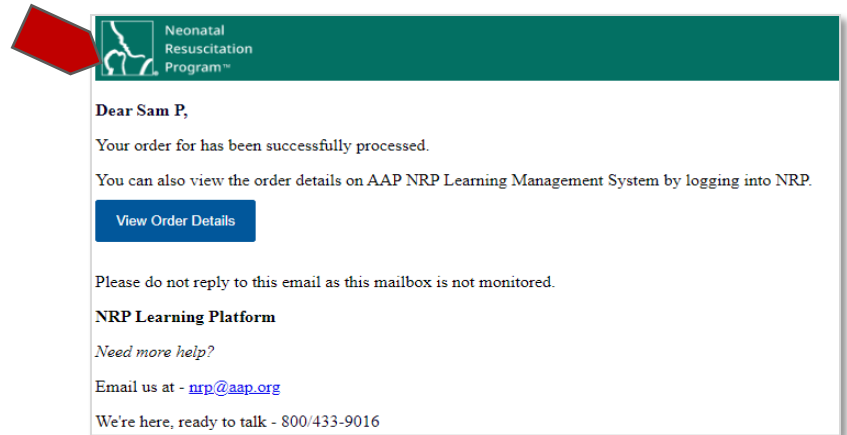 Neonatal
Resuscitation
Program™
Dear Sam P,
Your order for has been successfully processed.
You can also view the order details on AAP NRP Learning Management System by logging into NRP.
View Order Details
Please do not reply to this email as this mailbox is not monitored.
NRP Learning Platform
Need more help?
Email us at - nrp@aap.org
We're here, ready to talk - 800/433-9016